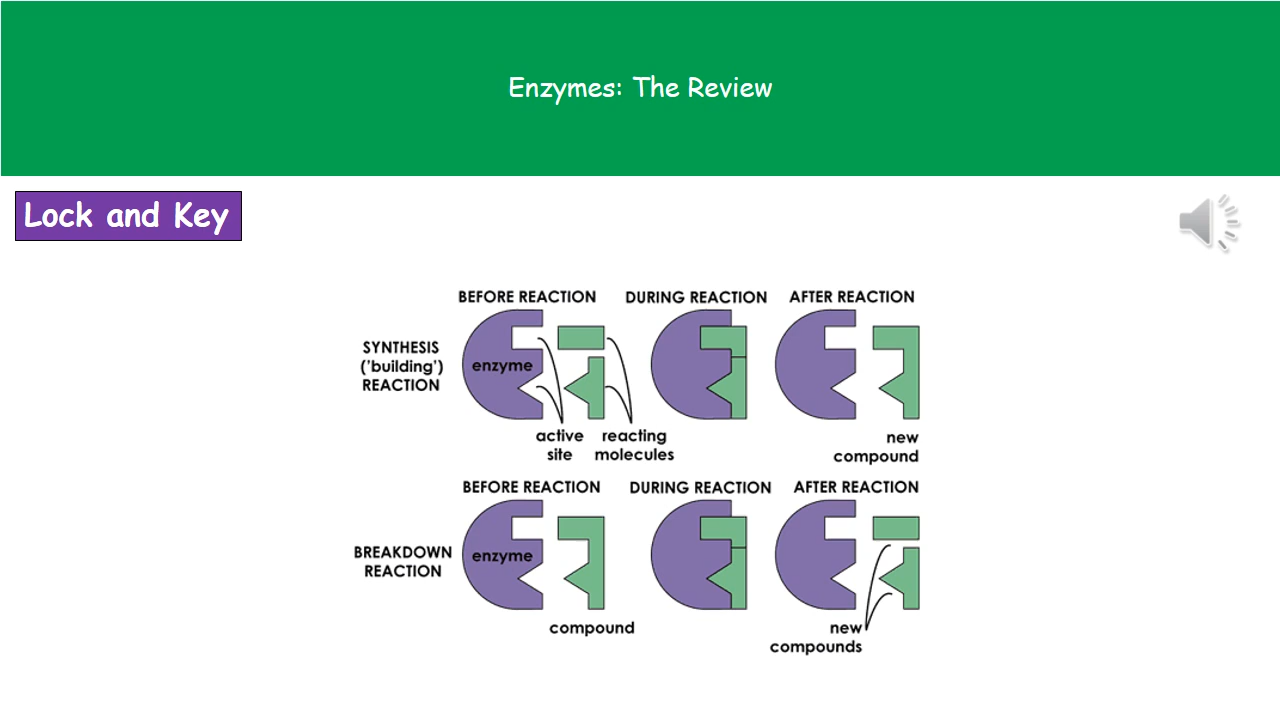 Enzymes: The Review
Lock and Key
BEFORE REACTION
DURING REACTION
AFTER REACTION
SYNTHESIS
('building')
REACTION
enzyme
active
site
reacting
molecules
new
compound
BEFORE REACTION
DURING REACTION
AFTER REACTION
BREAKDOWN
REACTION
enzyme
compound
new
compounds